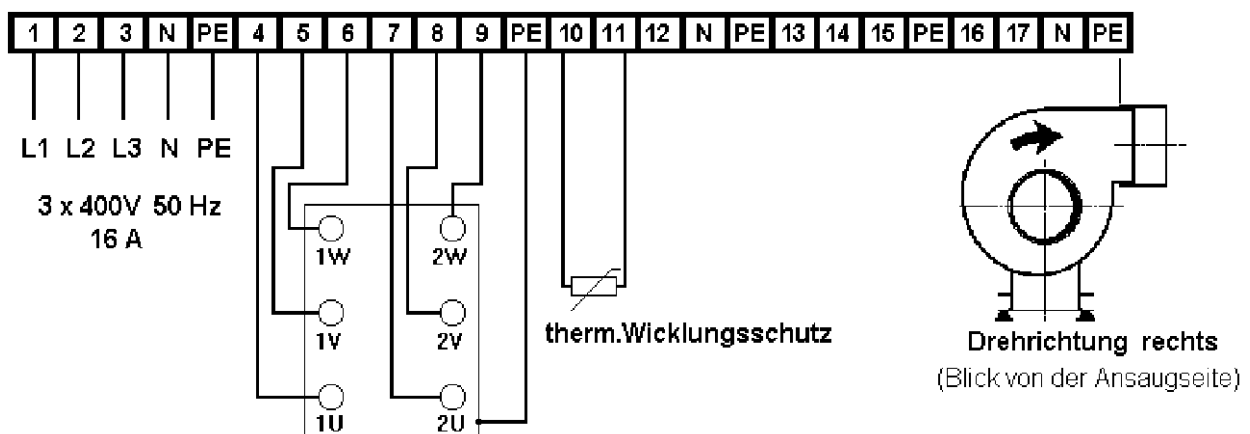 1 2 3 N PE 4 5 6 7 8 9 PE 10 11 12 N PE 13 14 15 PE 16 17 N PE
L1 L2 L3 N PE
3 x 400V 50 Hz
16 A
1W 2W
1V 2V
1U 2U
therm.Wicklungsschutz
Drehrichtung rechts
(Blick von der Ansaugseite)